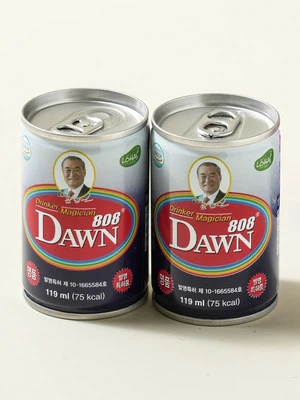 LOHAS
Drinker Magician
808
DAWN
발명특허 제 10-1665584호
119 ml (75 kcal)
LOHAS
Drinker Magician
808
DAWN
발명특허 제 10-1665584호
119 ml (75 kcal)